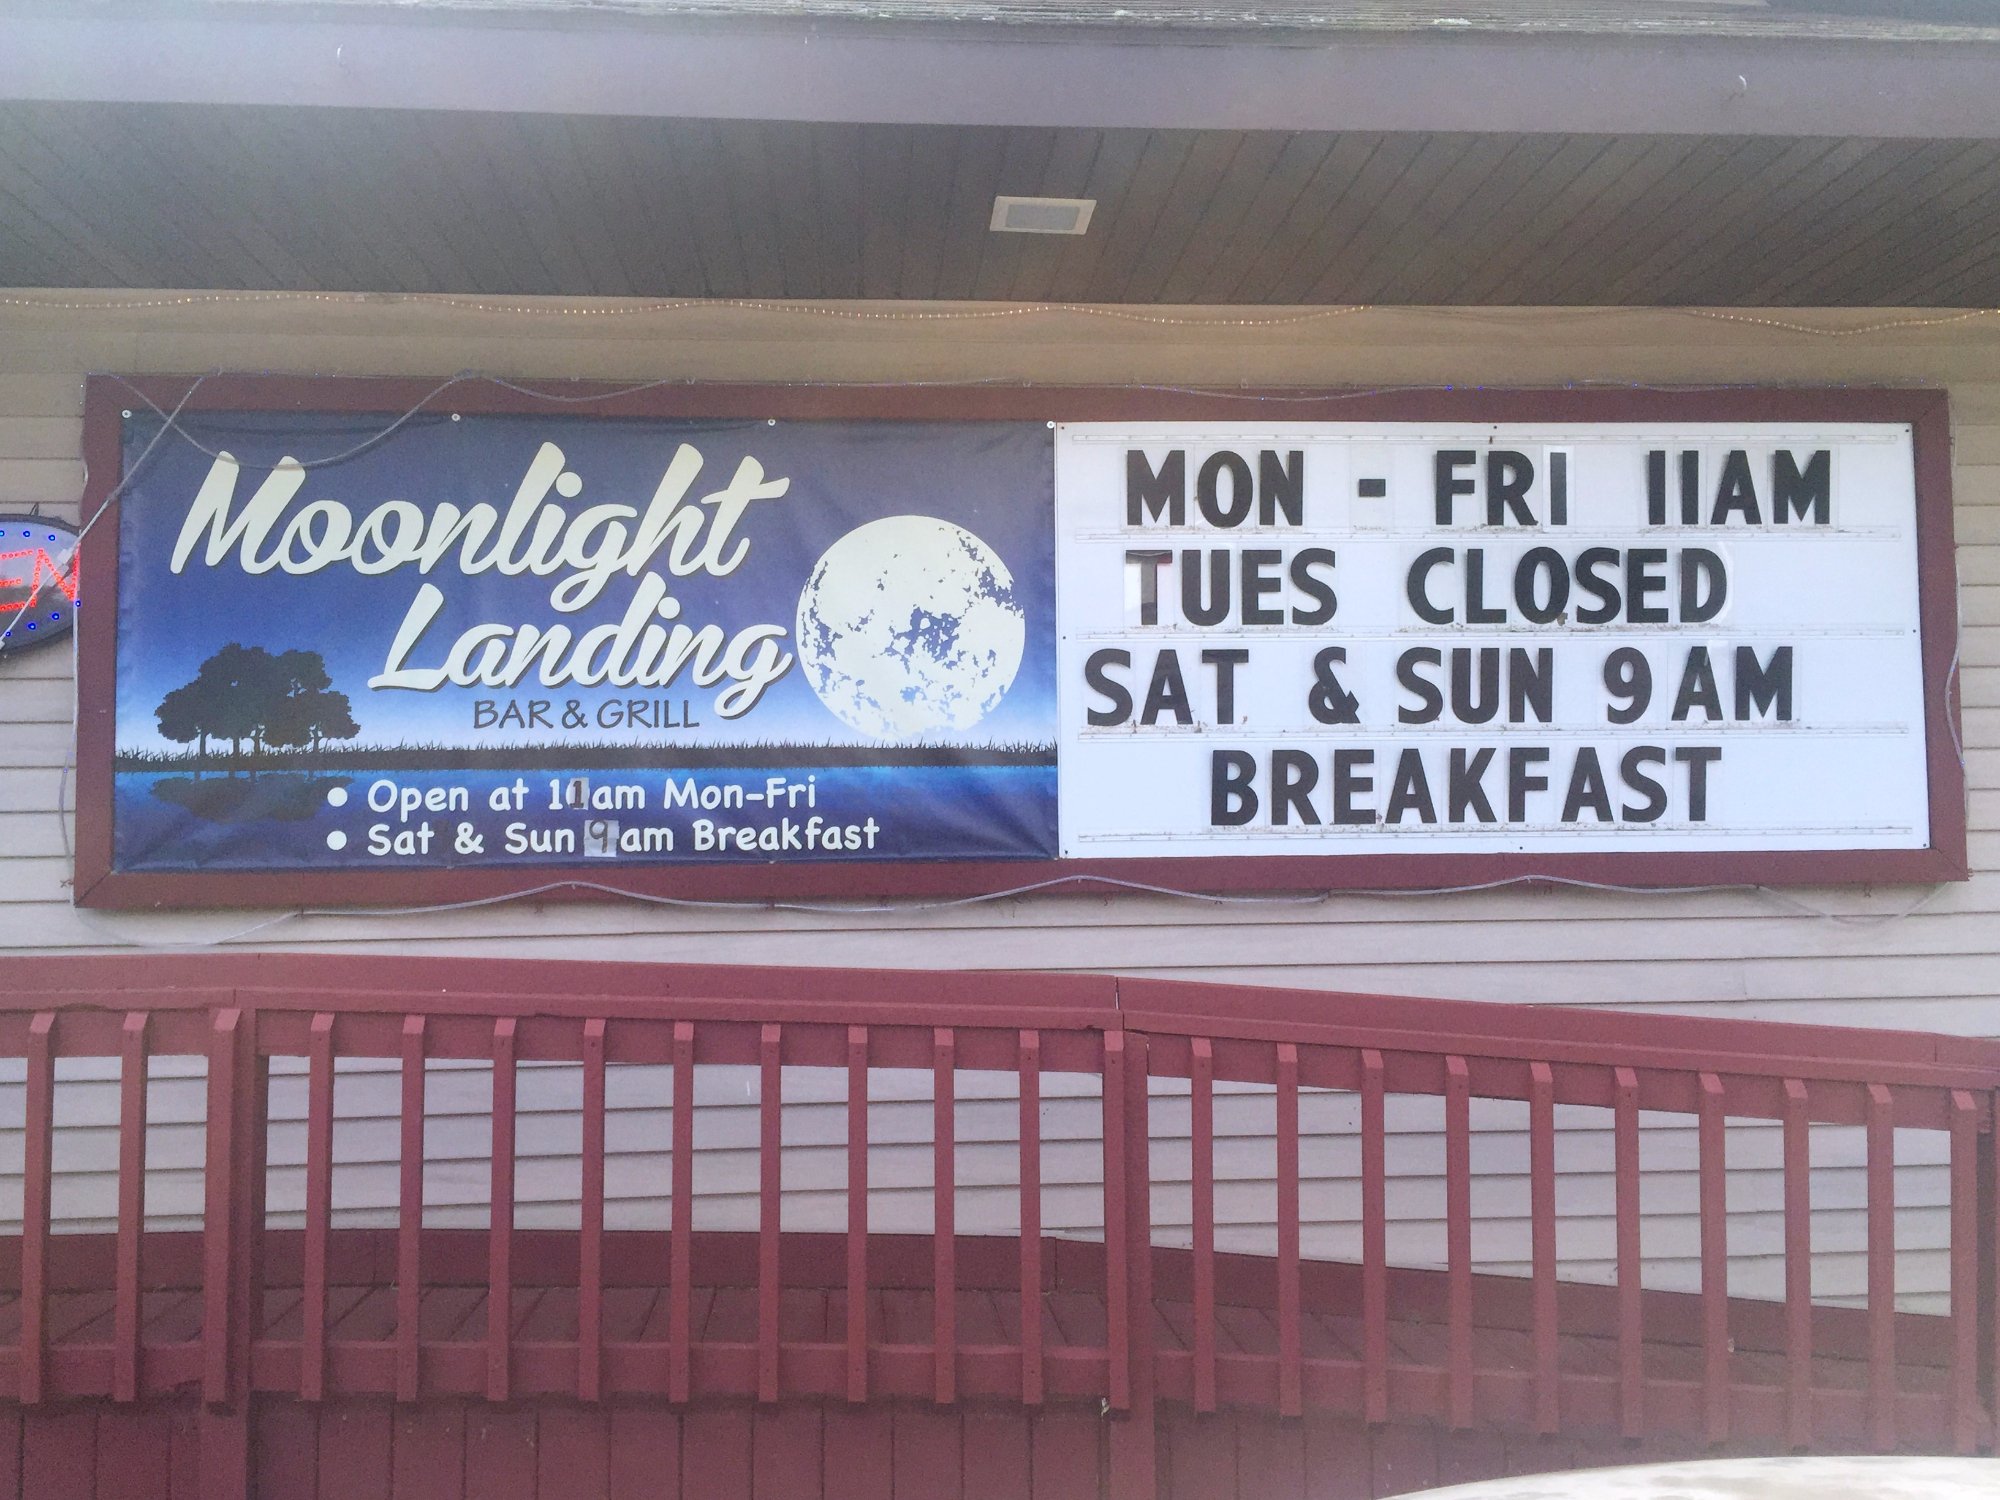 Moonlight
Landing
BAR & GRILL
• Open at 11am Mon-Fri
• Sat & Sun 9am Breakfast
MON - FRI 11AM
TUES CLOSED
SAT & SUN 9AM
BREAKFAST